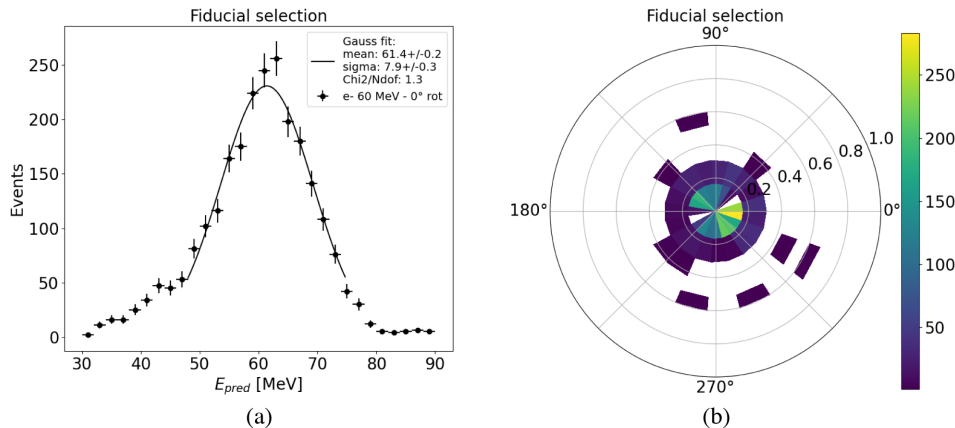 Fiducial selection
Gauss fit:
mean: 61.4+/-0.2
sigma: 7.9+/-0.3
Chi2/Ndof: 1.3
e- 60 MeV - 0° rot
250
200
150
100
50
0
Events
30 40 50 60 70 80 90
E_pred [MeV]
(a)
Fiducial selection
90°
1.0
0.8
0.6
0.4
0.2
180°
0°
270°
250
200
150
100
50
(b)